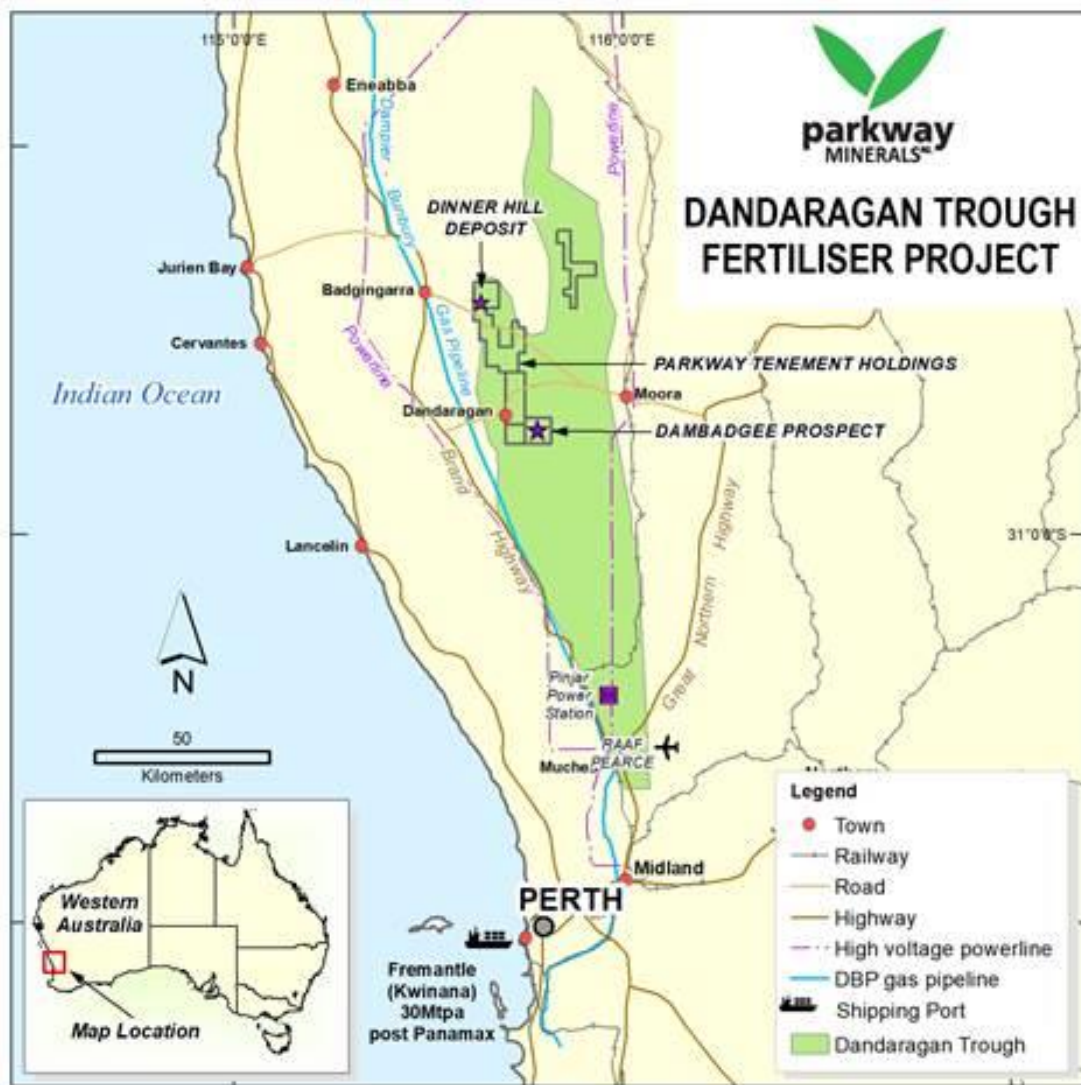 115°0'0"E
116°0'0"E
parkway
MINERALS
DANDARAGAN TROUGH
FERTILISER PROJECT
Eneabba
Dampier - Bunbury
Gas Pipeline
Powerline
DINNER HILL
DEPOSIT
Jurien Bay
Badgingarra
Cervantes
Powerline
PARKWAY TENEMENT HOLDINGS
Indian Ocean
Moora
Dandaragan
DAMBADGEE PROSPECT
Brand Highway
Great Northern Highway
Lancelin
31°0'0"S
N
Pinjar
Power
Station
50
Kilometers
RAAF
PEARCE
Muche
Midland
PERTH
Fremantle
(Kwinana)
30Mtpa
post Panamax
Western
Australia
Map Location
Legend
Town
Railway
Road
Highway
High voltage powerline
DBP gas pipeline
Shipping Port
Dandaragan Trough